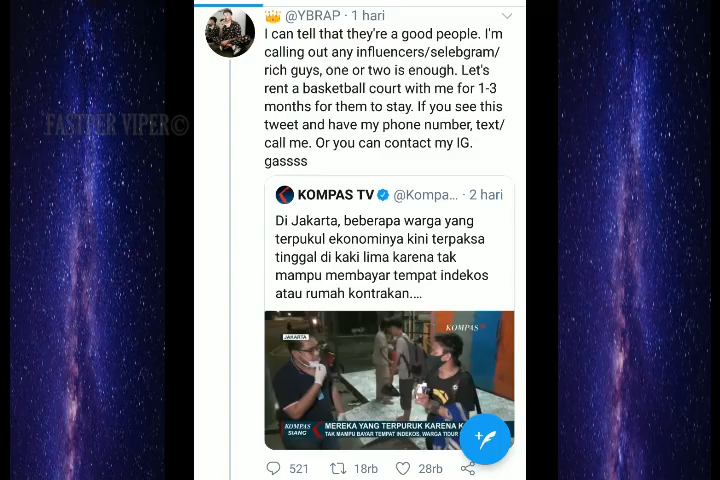 @YBRAP · 1 hari
I can tell that they're a good people. I'm
calling out any influencers/selebgram/
rich guys, one or two is enough. Let's
rent a basketball court with me for 1-3
months for them to stay. If you see this
tweet and have my phone number, text/
call me. Or you can contact my IG.
gassss
FASTPER VIPER©
KOMPAS TV @Kompa... · 2 hari
Di Jakarta, beberapa warga yang
terpukul ekonominya kini terpaksa
tinggal di kaki lima karena tak
mampu membayar tempat indekos
atau rumah kontrakan....
KOMPAS
JAKARTA
KOMPAS SIANG
MEREKA YANG TERPURUK KARENA
TAK MAMPU BAYAR TEMPAT INDEKOS, WARGA TIDUR
521 18rb 28rb